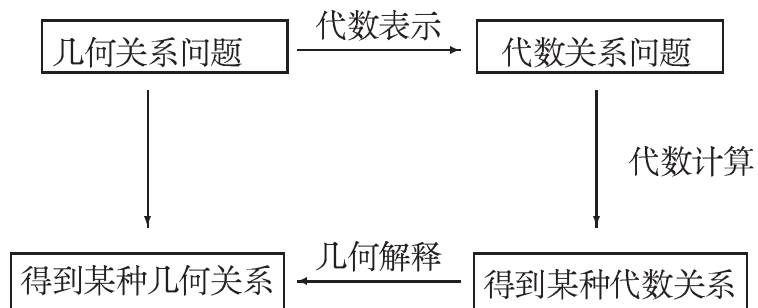 代数表示
几何关系问题
代数关系问题
代数计算
几何解释
得到某种几何关系
得到某种代数关系